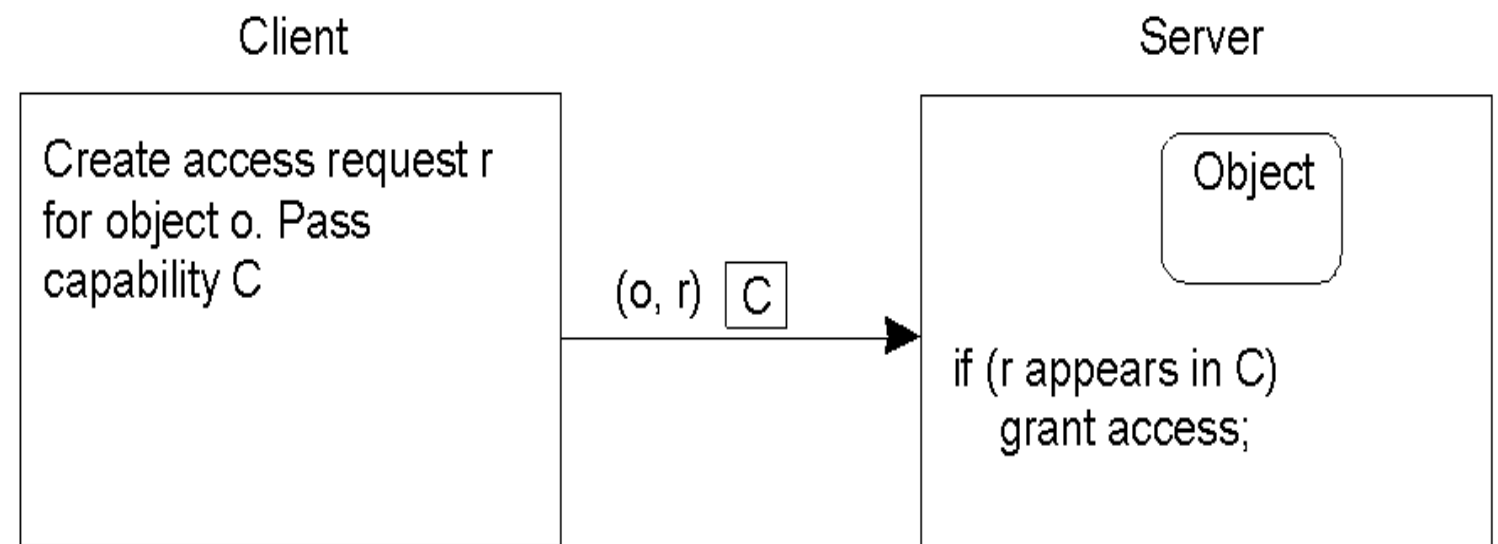 Client
Server
Create access request r
for object o. Pass
capability C
(o, r) C
Object
if (r appears in C)
grant access;